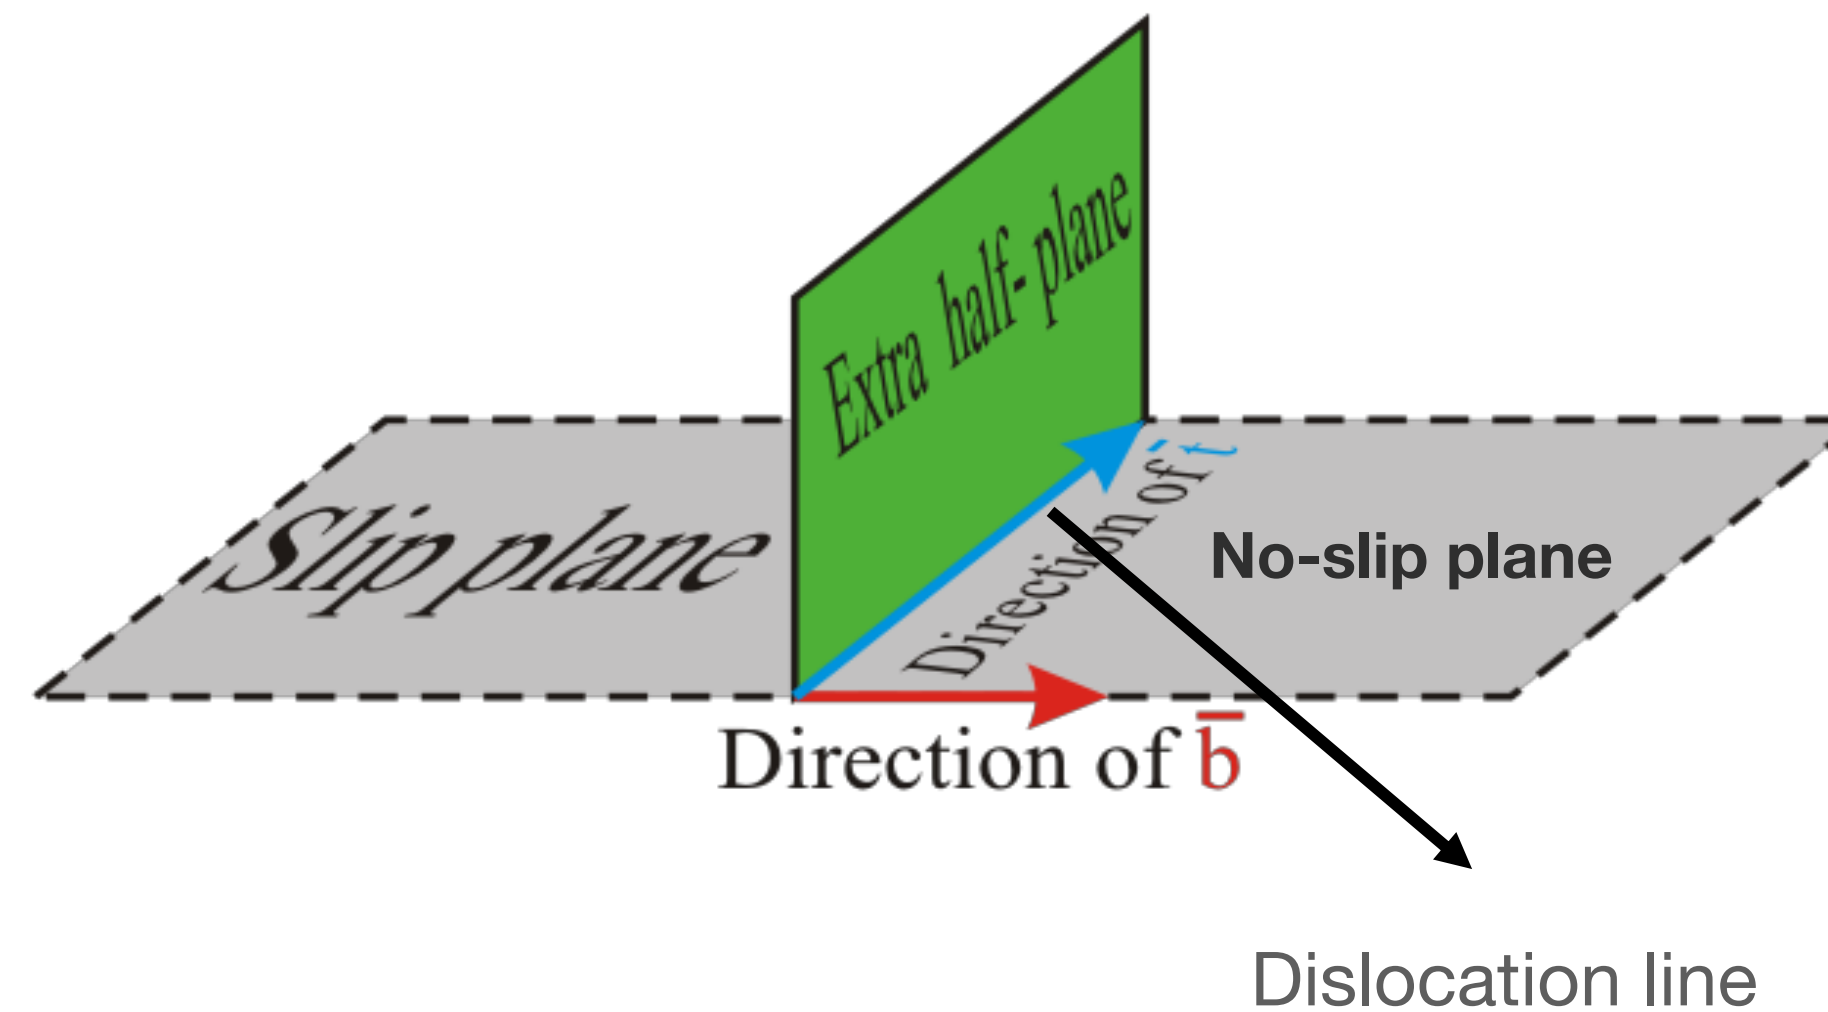 Extra half-plane
Slip plane
Direction of t̄
No-slip plane
Direction of b̄
Dislocation line